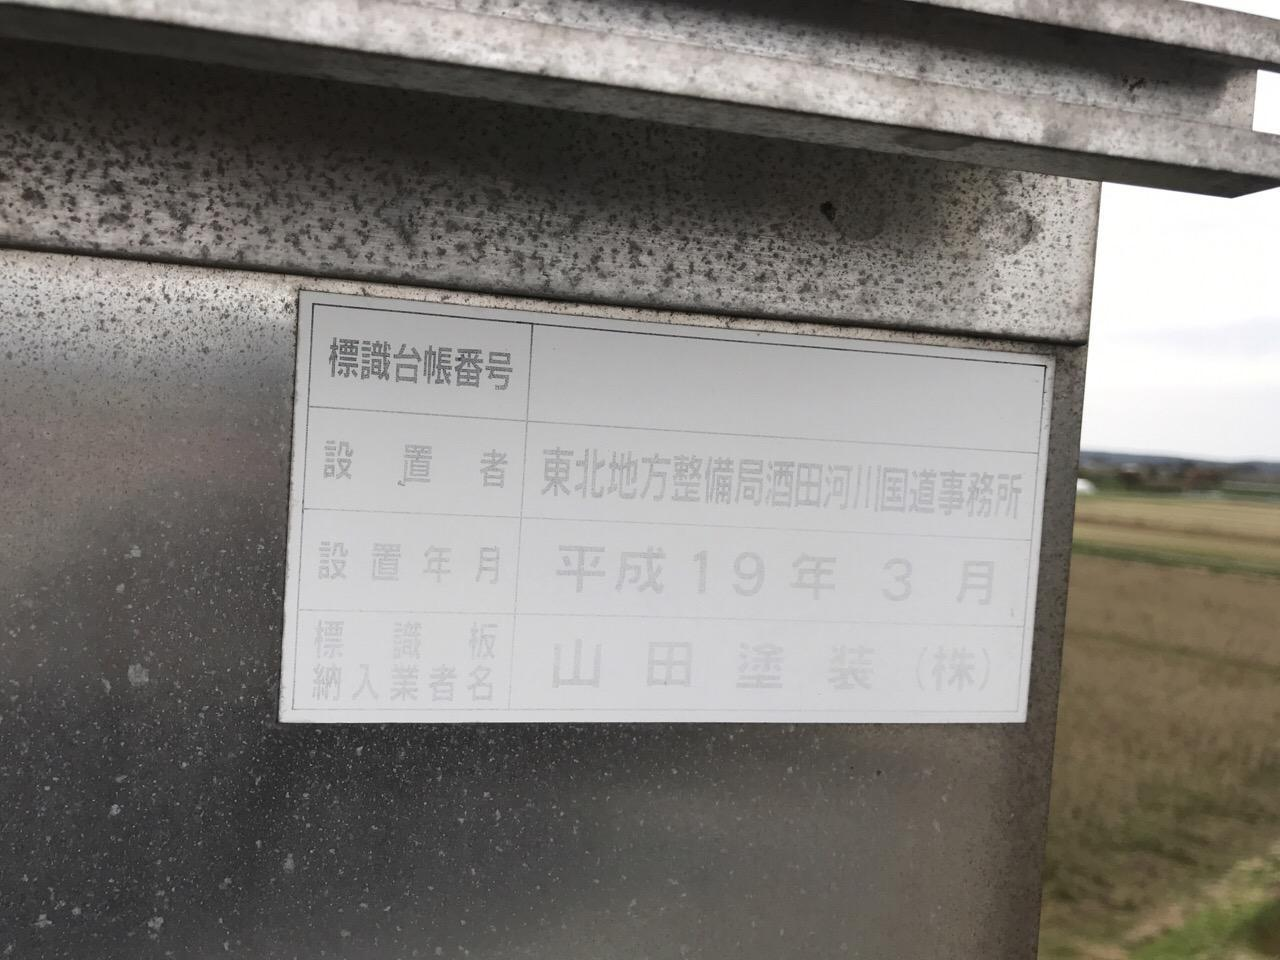 標識台帳番号
設置者 東北地方整備局酒田河川国道事務所
設置年月 平成19年3月
標識板
納入業者名 山田塗装(株)